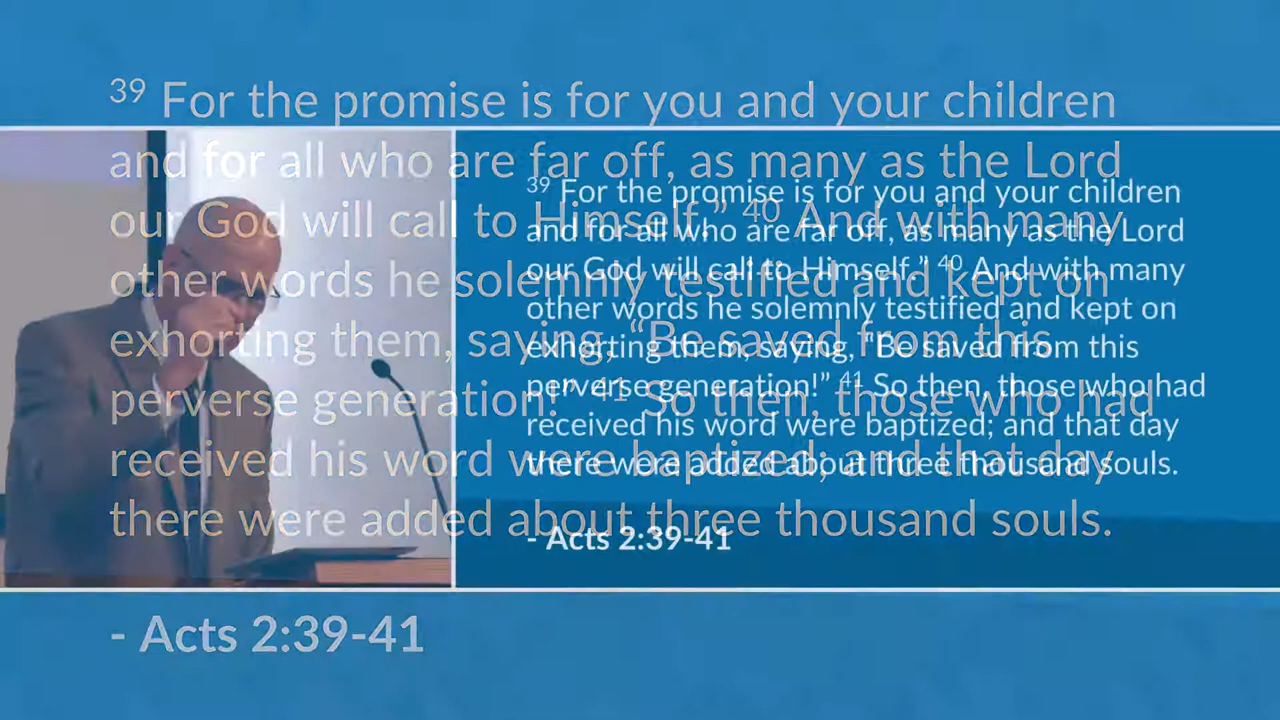 39 For the promise is for you and your children
and for all who are far off, as many as the Lord
our God will call to Himself.” 40 And with many
other words he solemnly testified and kept on
exhorting them, saying, “Be saved from this
perverse generation!” 41 So then, those who had
received his word were baptized; and that day
there were added about three thousand souls.
- Acts 2:39-41
39 For the promise is for you and your children
and for all who are far off, as many as the Lord
our God will call to Himself.” 40 And with many
other words he solemnly testified and kept on
exhorting them, saying, “Be saved from this
perverse generation!” 41 So then, those who had
received his word were baptized; and that day
there were added about three thousand souls.
- Acts 2:39-41